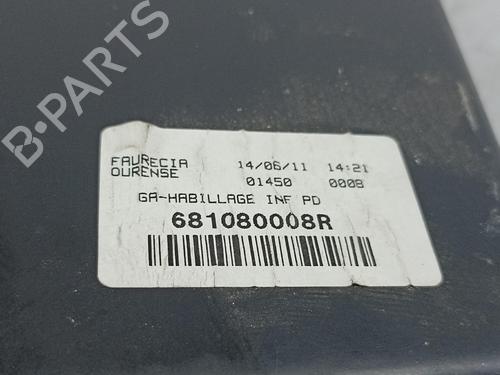 B-PARTS
FAURECIA 14/06/11 14:21
OURENSE 01450 0008
GA-HABILLAGE INF PD
681080008R